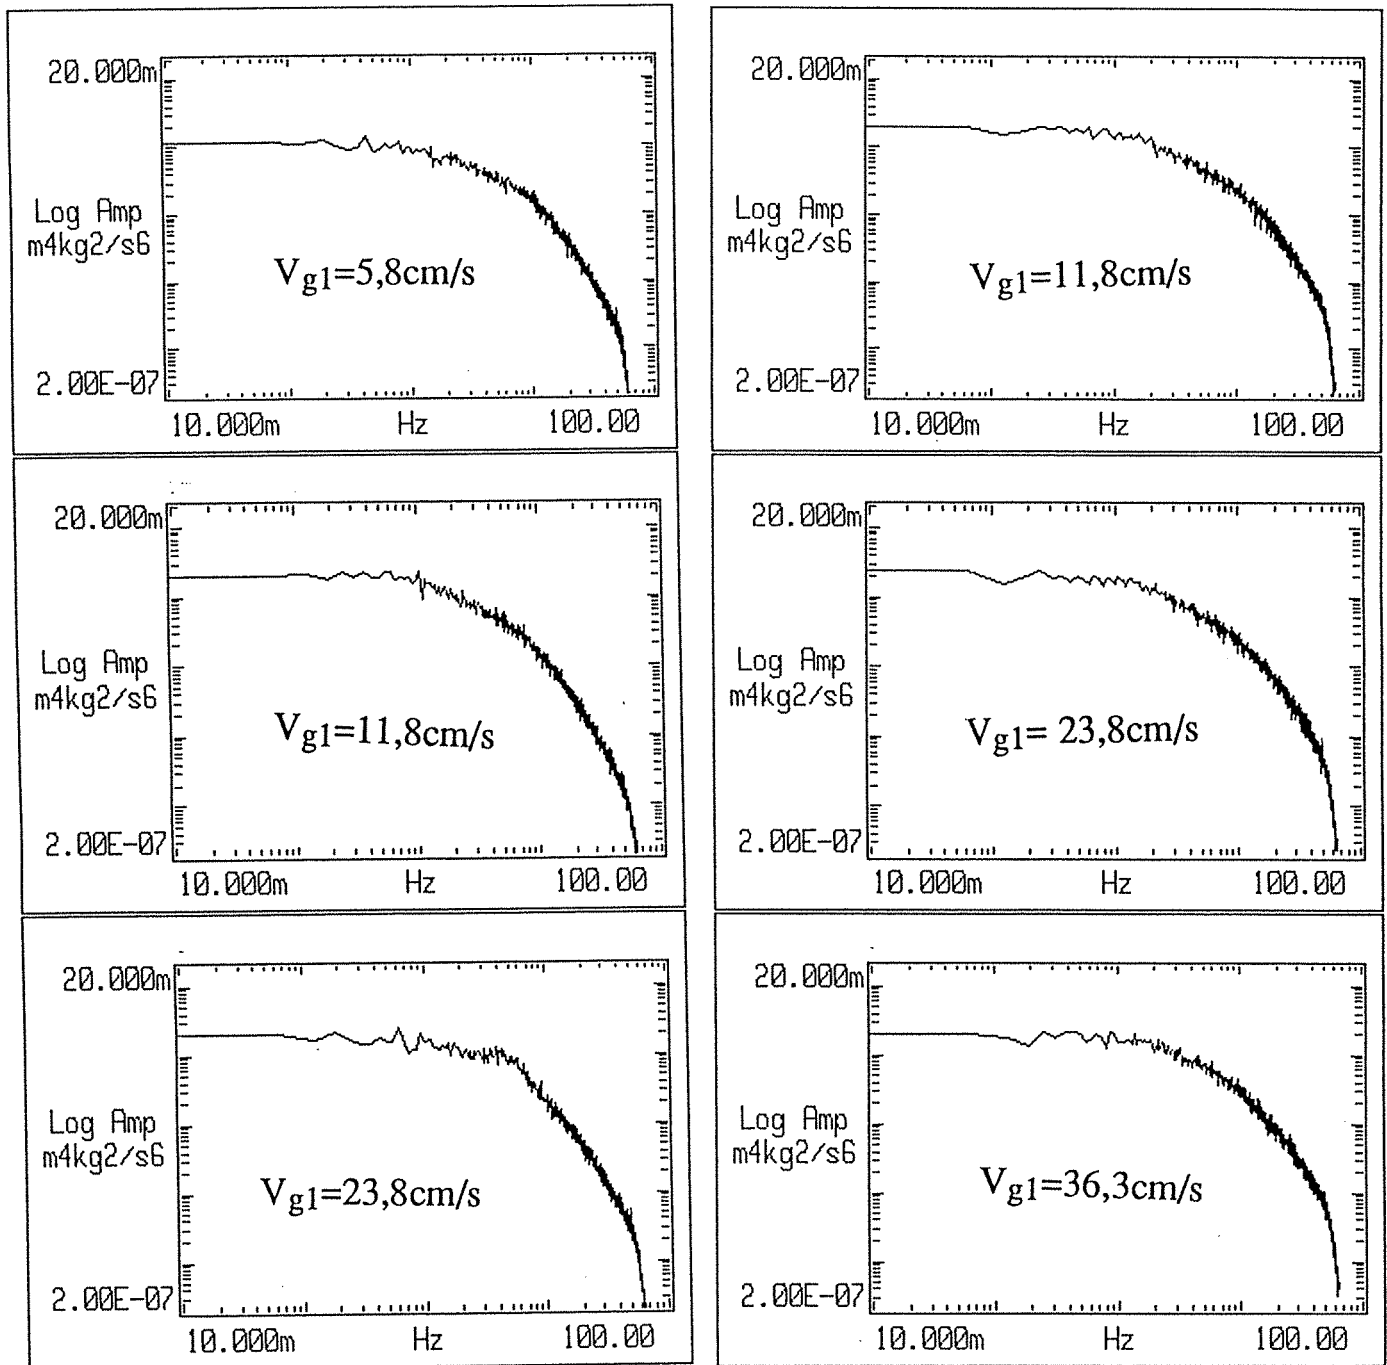 20.000m
Log Amp
m4kg2/s6
Vg1=5,8cm/s
2.00E-07
10.000m Hz 100.00
20.000m
Log Amp
m4kg2/s6
Vg1=11,8cm/s
2.00E-07
10.000m Hz 100.00
20.000m
Log Amp
m4kg2/s6
Vg1=11,8cm/s
2.00E-07
10.000m Hz 100.00
20.000m
Log Amp
m4kg2/s6
Vg1= 23,8cm/s
2.00E-07
10.000m Hz 100.00
20.000m
Log Amp
m4kg2/s6
Vg1=23,8cm/s
2.00E-07
10.000m Hz 100.00
20.000m
Log Amp
m4kg2/s6
Vg1=36,3cm/s
2.00E-07
10.000m Hz 100.00